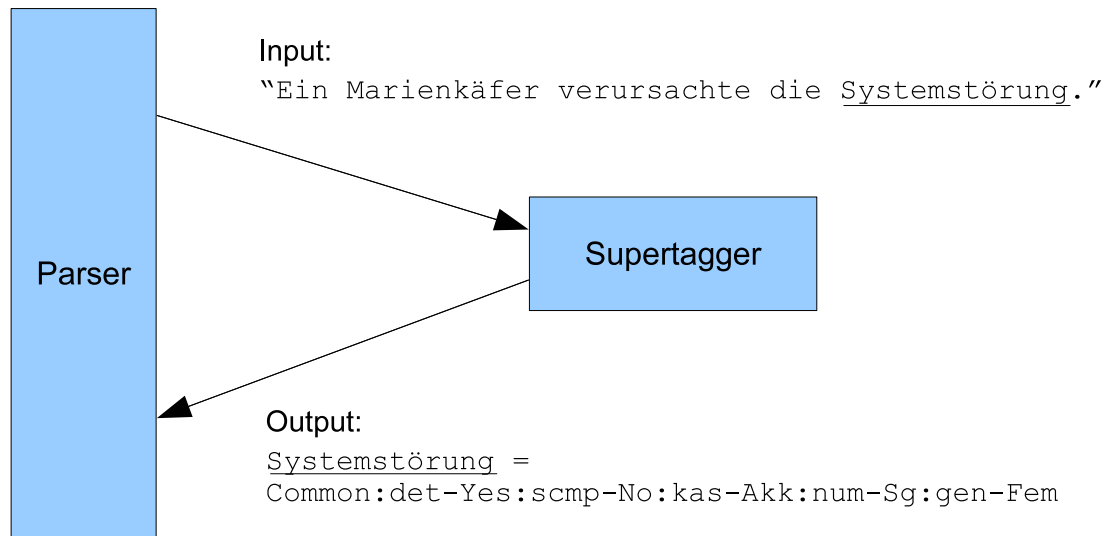 Input:
“Ein Marienkäfer verursachte die Systemstörung.”
Parser
Supertagger
Output:
Systemstörung =
Common:det-Yes:scmp-No:kas-Akk:num-Sg:gen-Fem